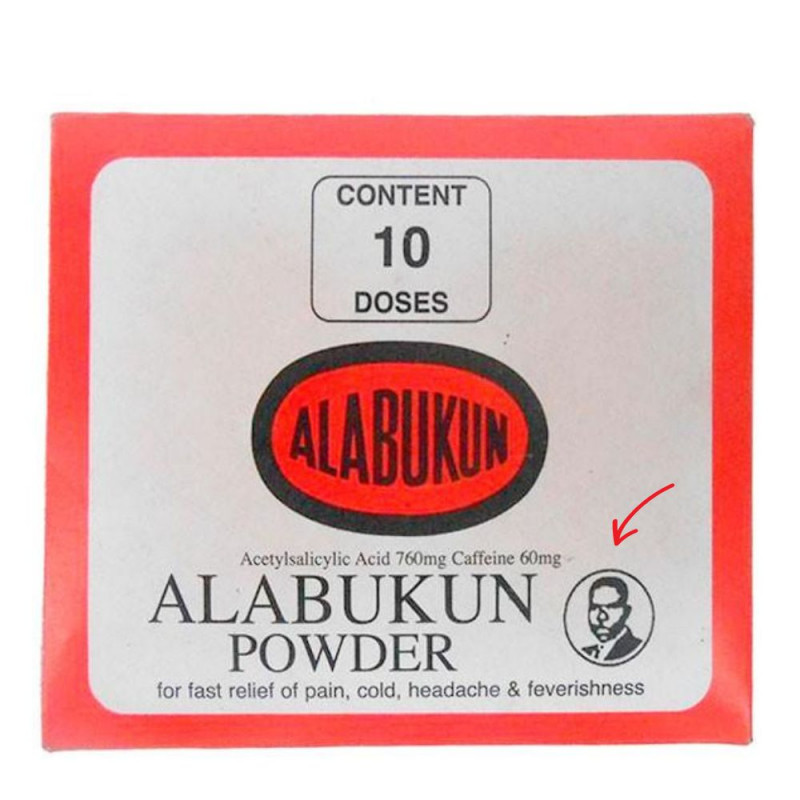 CONTENT
10
DOSES
ALABUKUN
Acetylsalicylic Acid 760mg Caffeine 60mg
ALABUKUN
POWDER
for fast relief of pain, cold, headache & feverishness